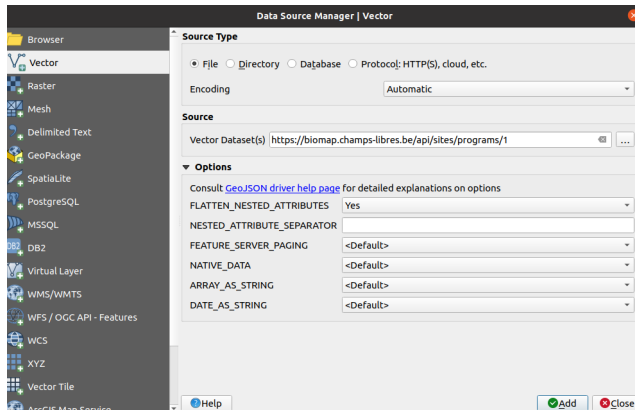 Data Source Manager | Vector
Browser
Vector
Raster
Mesh
Delimited Text
GeoPackage
SpatiaLite
PostgreSQL
MSSQL
DB2
Virtual Layer
WMS/WMTS
WFS / OGC API - Features
WCS
XYZ
Vector Tile
ArcGIS Map Service
Source Type
File Directory Database Protocol: HTTP(S), cloud, etc.
Encoding Automatic
Source
Vector Dataset(s) https://biomap.champs-libres.be/api/sites/programs/1 ...
Options
Consult GeoJSON driver help page for detailed explanations on options
FLATTEN_NESTED_ATTRIBUTES Yes
NESTED_ATTRIBUTE_SEPARATOR
FEATURE_SERVER_PAGING <Default>
NATIVE_DATA <Default>
ARRAY_AS_STRING <Default>
DATE_AS_STRING <Default>
Help Add Close